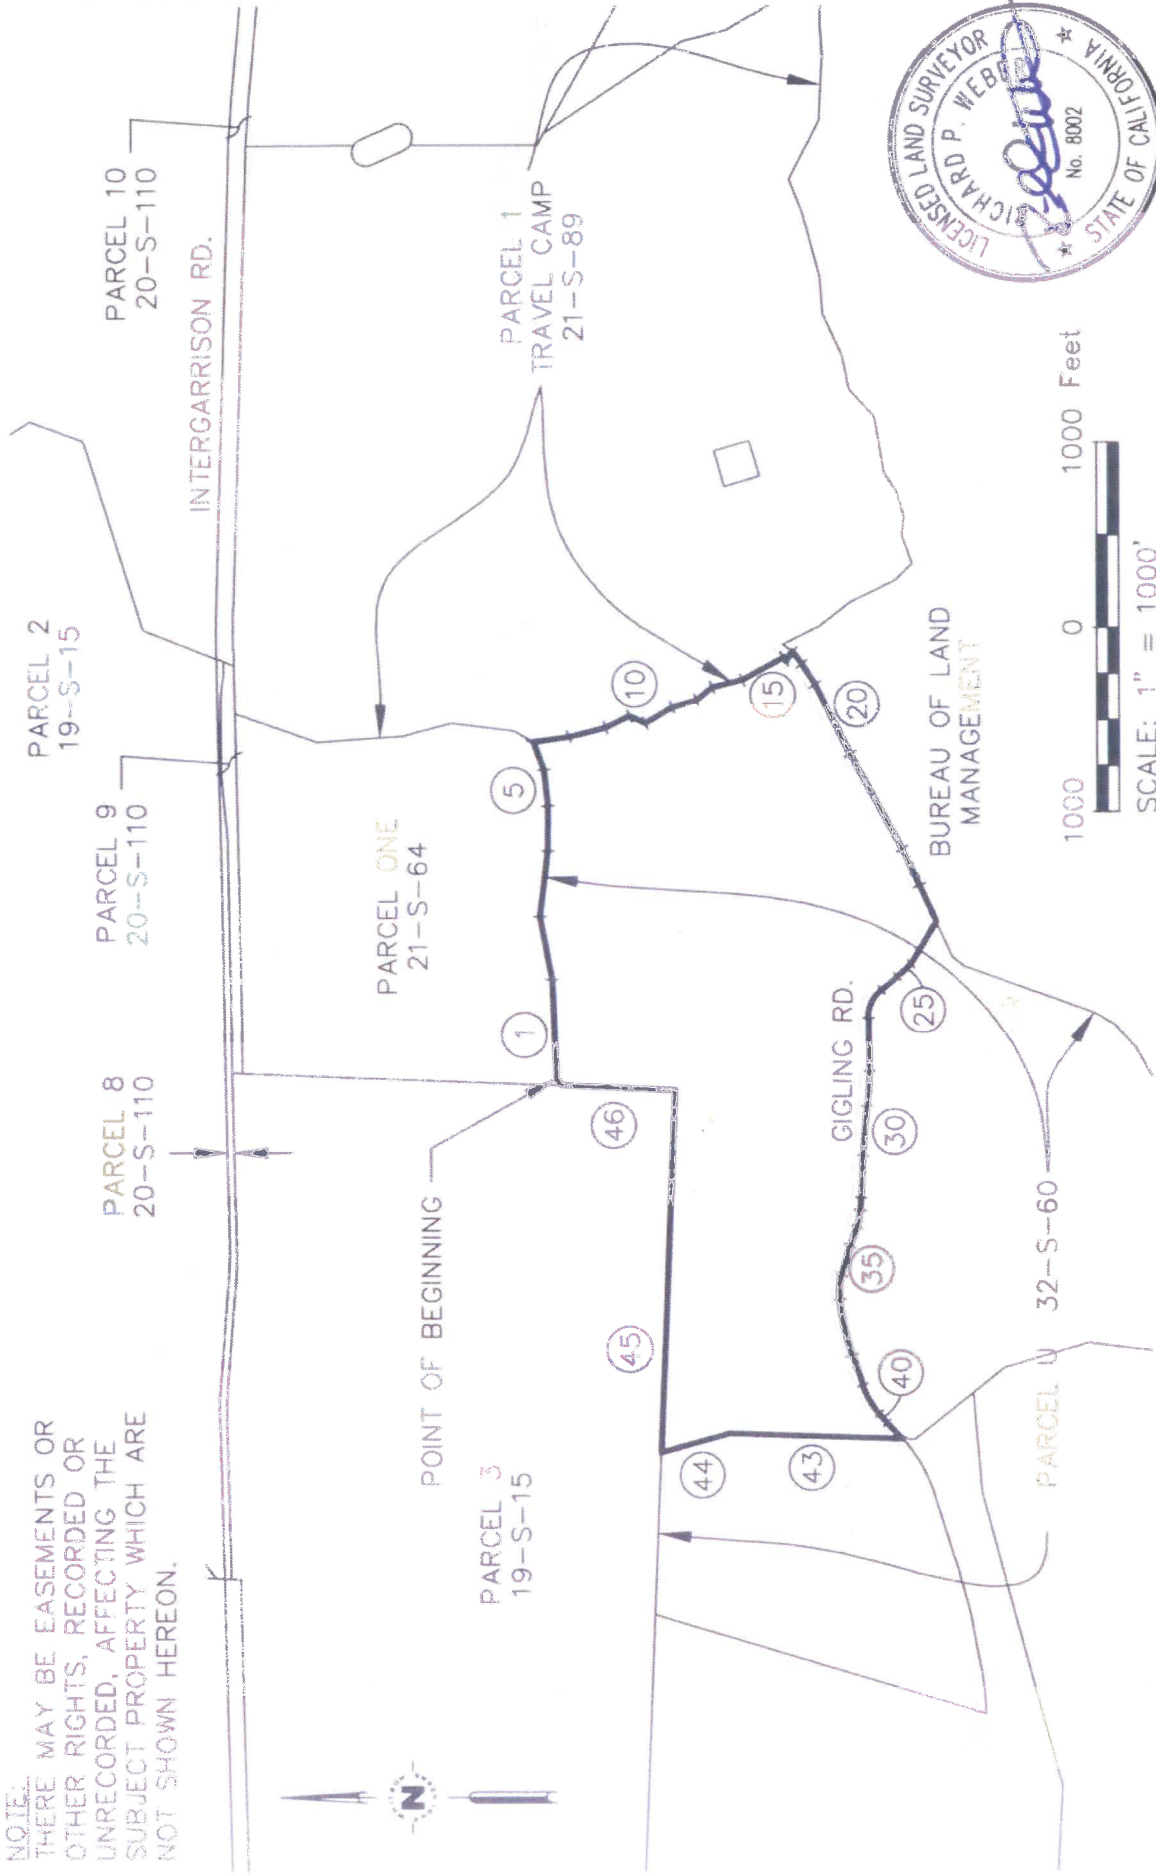 NOTE:
THERE MAY BE EASEMENTS OR
OTHER RIGHTS, RECORDED OR
UNRECORDED, AFFECTING THE
SUBJECT PROPERTY WHICH ARE
NOT SHOWN HEREON.
PARCEL 8
20-S-110
PARCEL 9
20-S-110
PARCEL 2
19-S-15
PARCEL 10
20-S-110
INTERGARRISON RD.
PARCEL ONE
21-S-64
PARCEL 1
TRAVEL CAMP
21-S-89
POINT OF BEGINNING
PARCEL 3
19-S-15
1
5
10
15
20
25
30
35
40
43
44
45
46
GIGLING RD.
BUREAU OF LAND
MANAGEMENT
PARCEL U 32-S-60
N
1000 0 1000 Feet
SCALE: 1" = 1000'
LICENSED LAND SURVEYOR
RICHARD P. WEBER
No. 8002
STATE OF CALIFORNIA